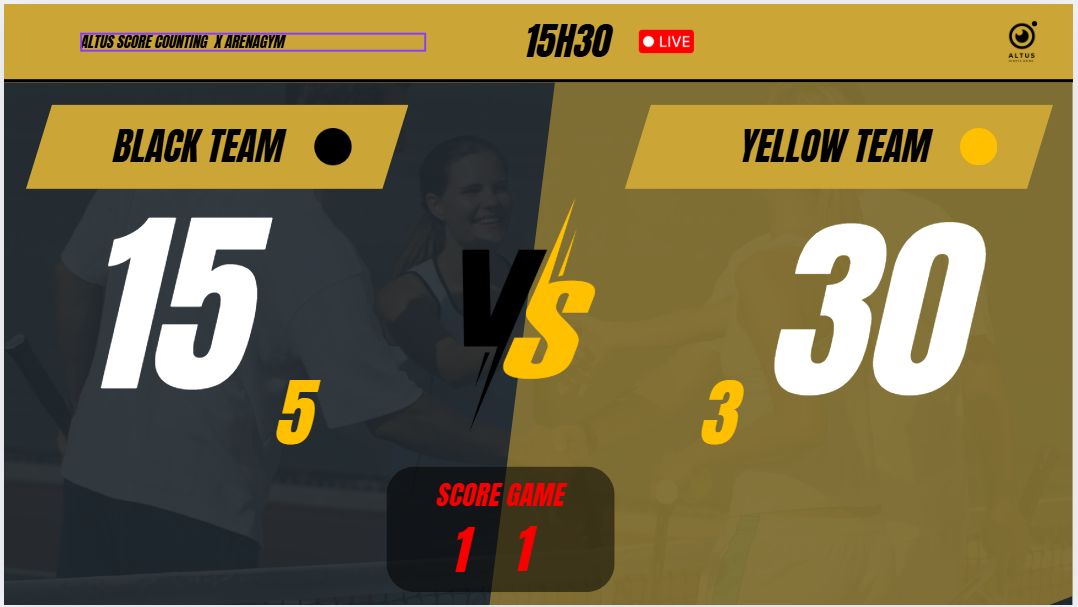 ALTUS SCORE COUNTING X ARENAGYM
15H30
LIVE
ALTUS
BLACK TEAM
YELLOW TEAM
15
30
VS
5
3
SCORE GAME
1 1